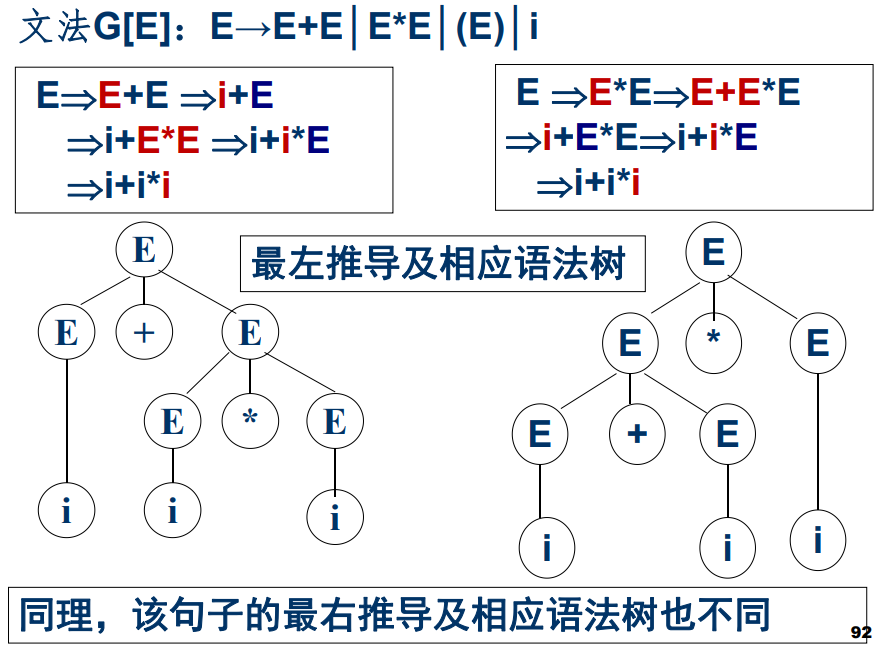 文法G[E]：E→E+E│E*E│(E)│i
E⇒E+E ⇒i+E
⇒i+E*E ⇒i+i*E
⇒i+i*i
E ⇒E*E⇒E+E*E
⇒i+E*E⇒i+i*E
⇒i+i*i
最左推导及相应语法树
E
E + E
E * E
i i i
E
E * E
E + E
i i i
同理，该句子的最右推导及相应语法树也不同
92